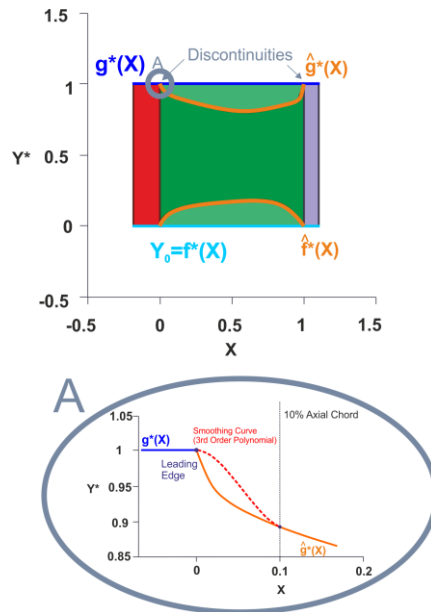 1.5
g*(X)
A
Discontinuities
ĝ*(X)
1
Y*
0.5
0
Y₀=f*(X)
f̂*(X)
-0.5
-0.5
0
0.5
1
1.5
X
A
1.05
10% Axial Chord
g*(X)
Smoothing Curve
(3rd Order Polynomial)
1
Leading
Edge
Y*
0.95
0.9
ĝ*(X)
0.85
0
0.1
0.2
X